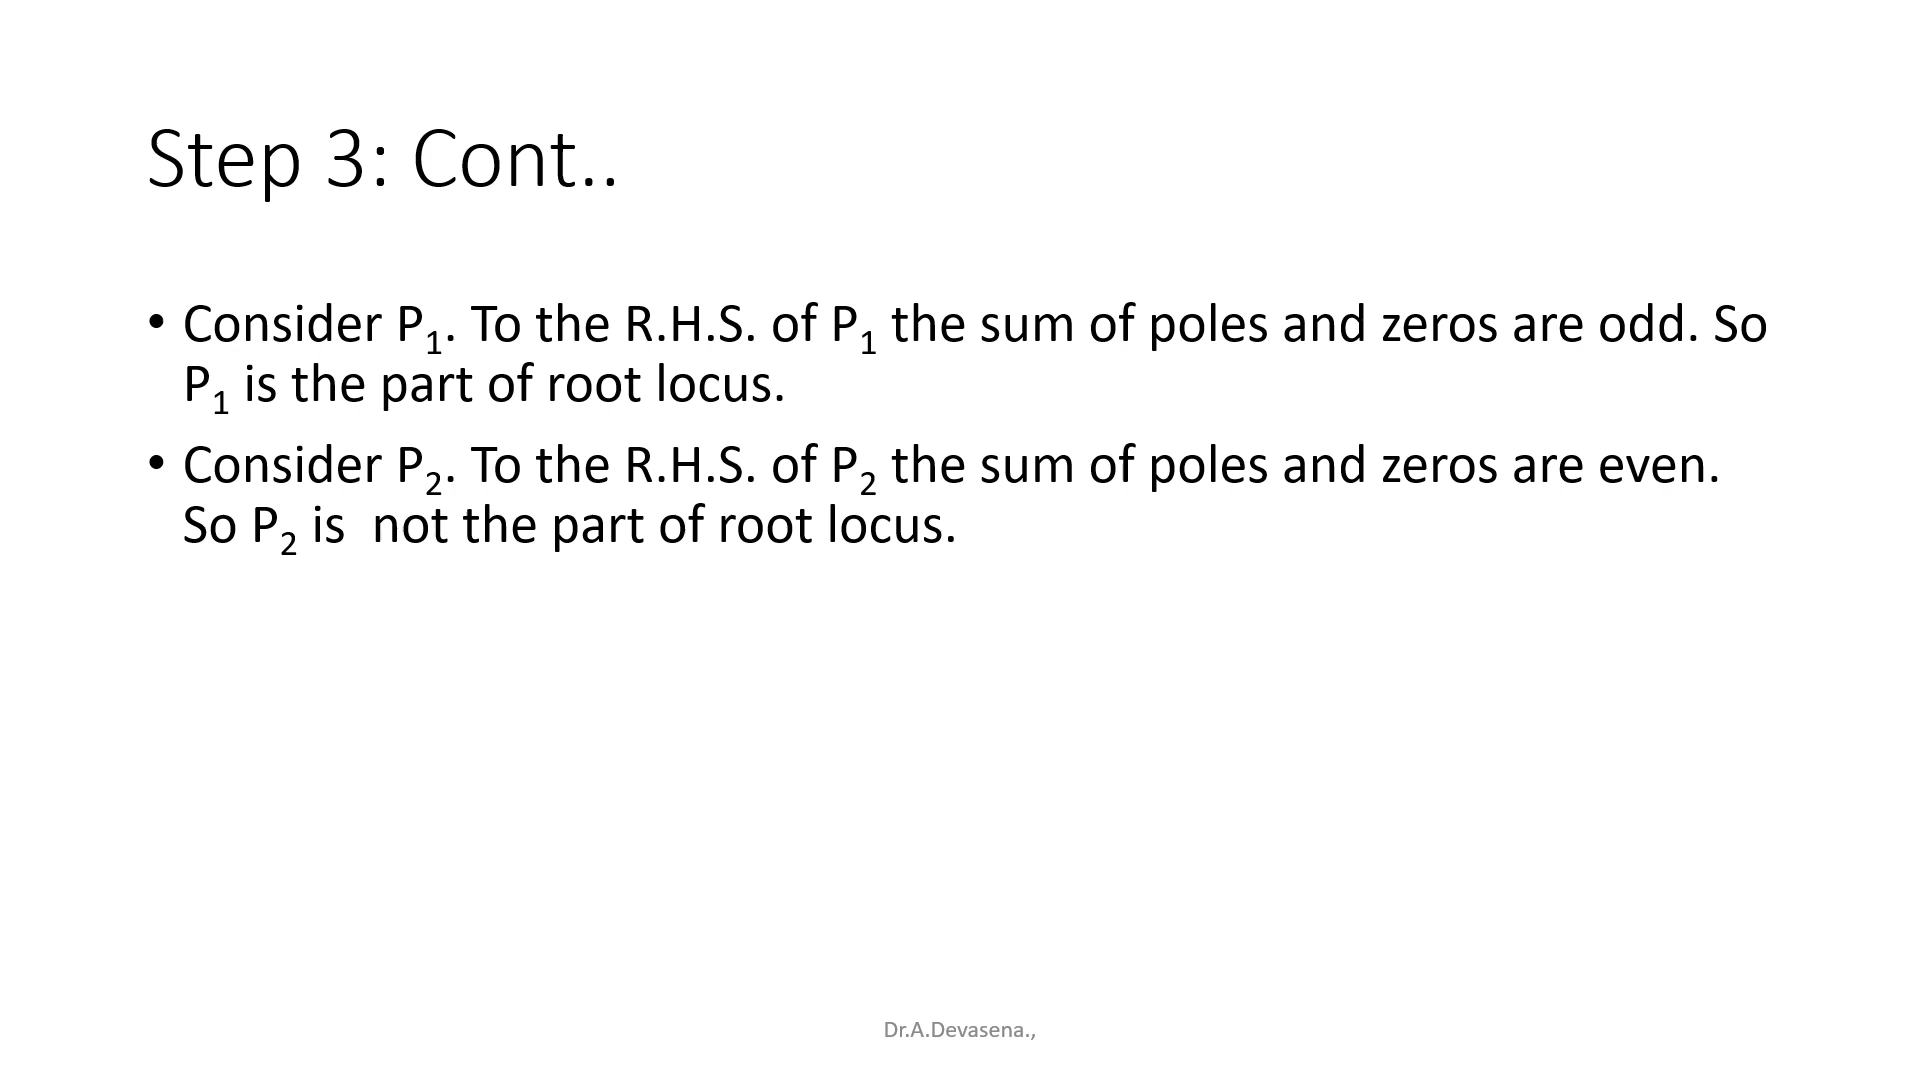 Step 3: Cont..
• Consider P₁. To the R.H.S. of P₁ the sum of poles and zeros are odd. So
P₁ is the part of root locus.
• Consider P₂. To the R.H.S. of P₂ the sum of poles and zeros are even.
So P₂ is  not the part of root locus.
Dr.A.Devasena.,